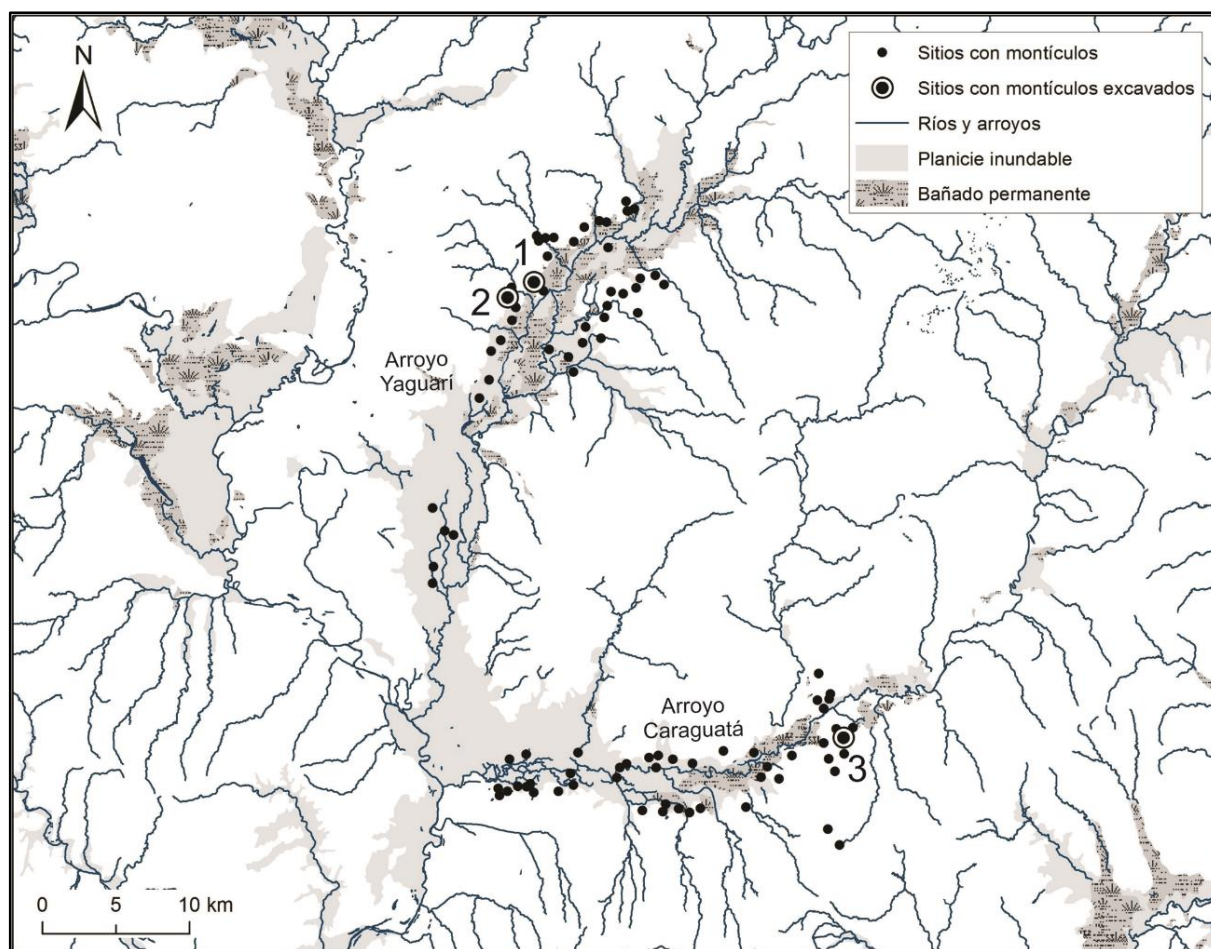 N
Sitios con montículos
Sitios con montículos excavados
Ríos y arroyos
Planicie inundable
Bañado permanente
1
2
Arroyo
Yaguarí
Arroyo
Caraguatá
3
0 5 10 km